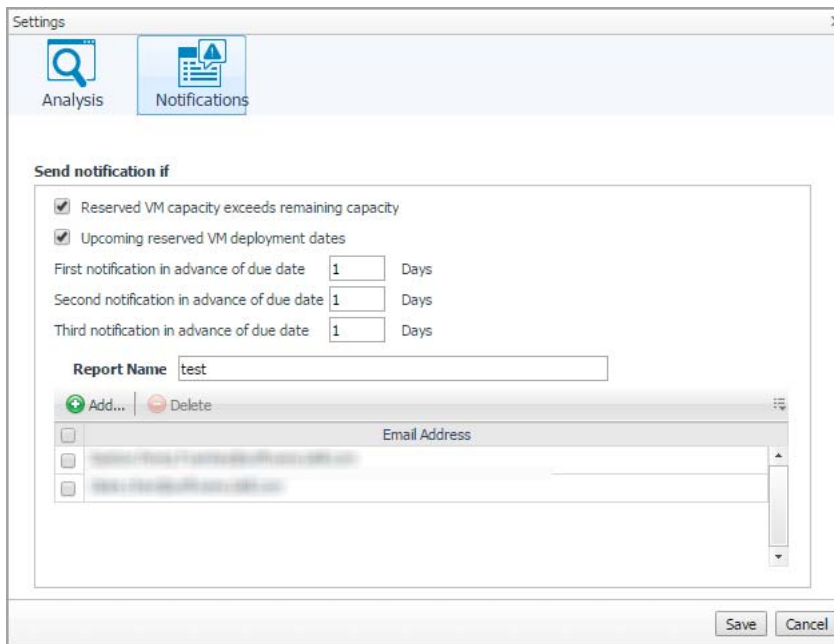 Settings
Analysis
Notifications
Send notification if
Reserved VM capacity exceeds remaining capacity
Upcoming reserved VM deployment dates
First notification in advance of due date 1 Days
Second notification in advance of due date 1 Days
Third notification in advance of due date 1 Days
Report Name test
Add... Delete
Email Address
Save Cancel